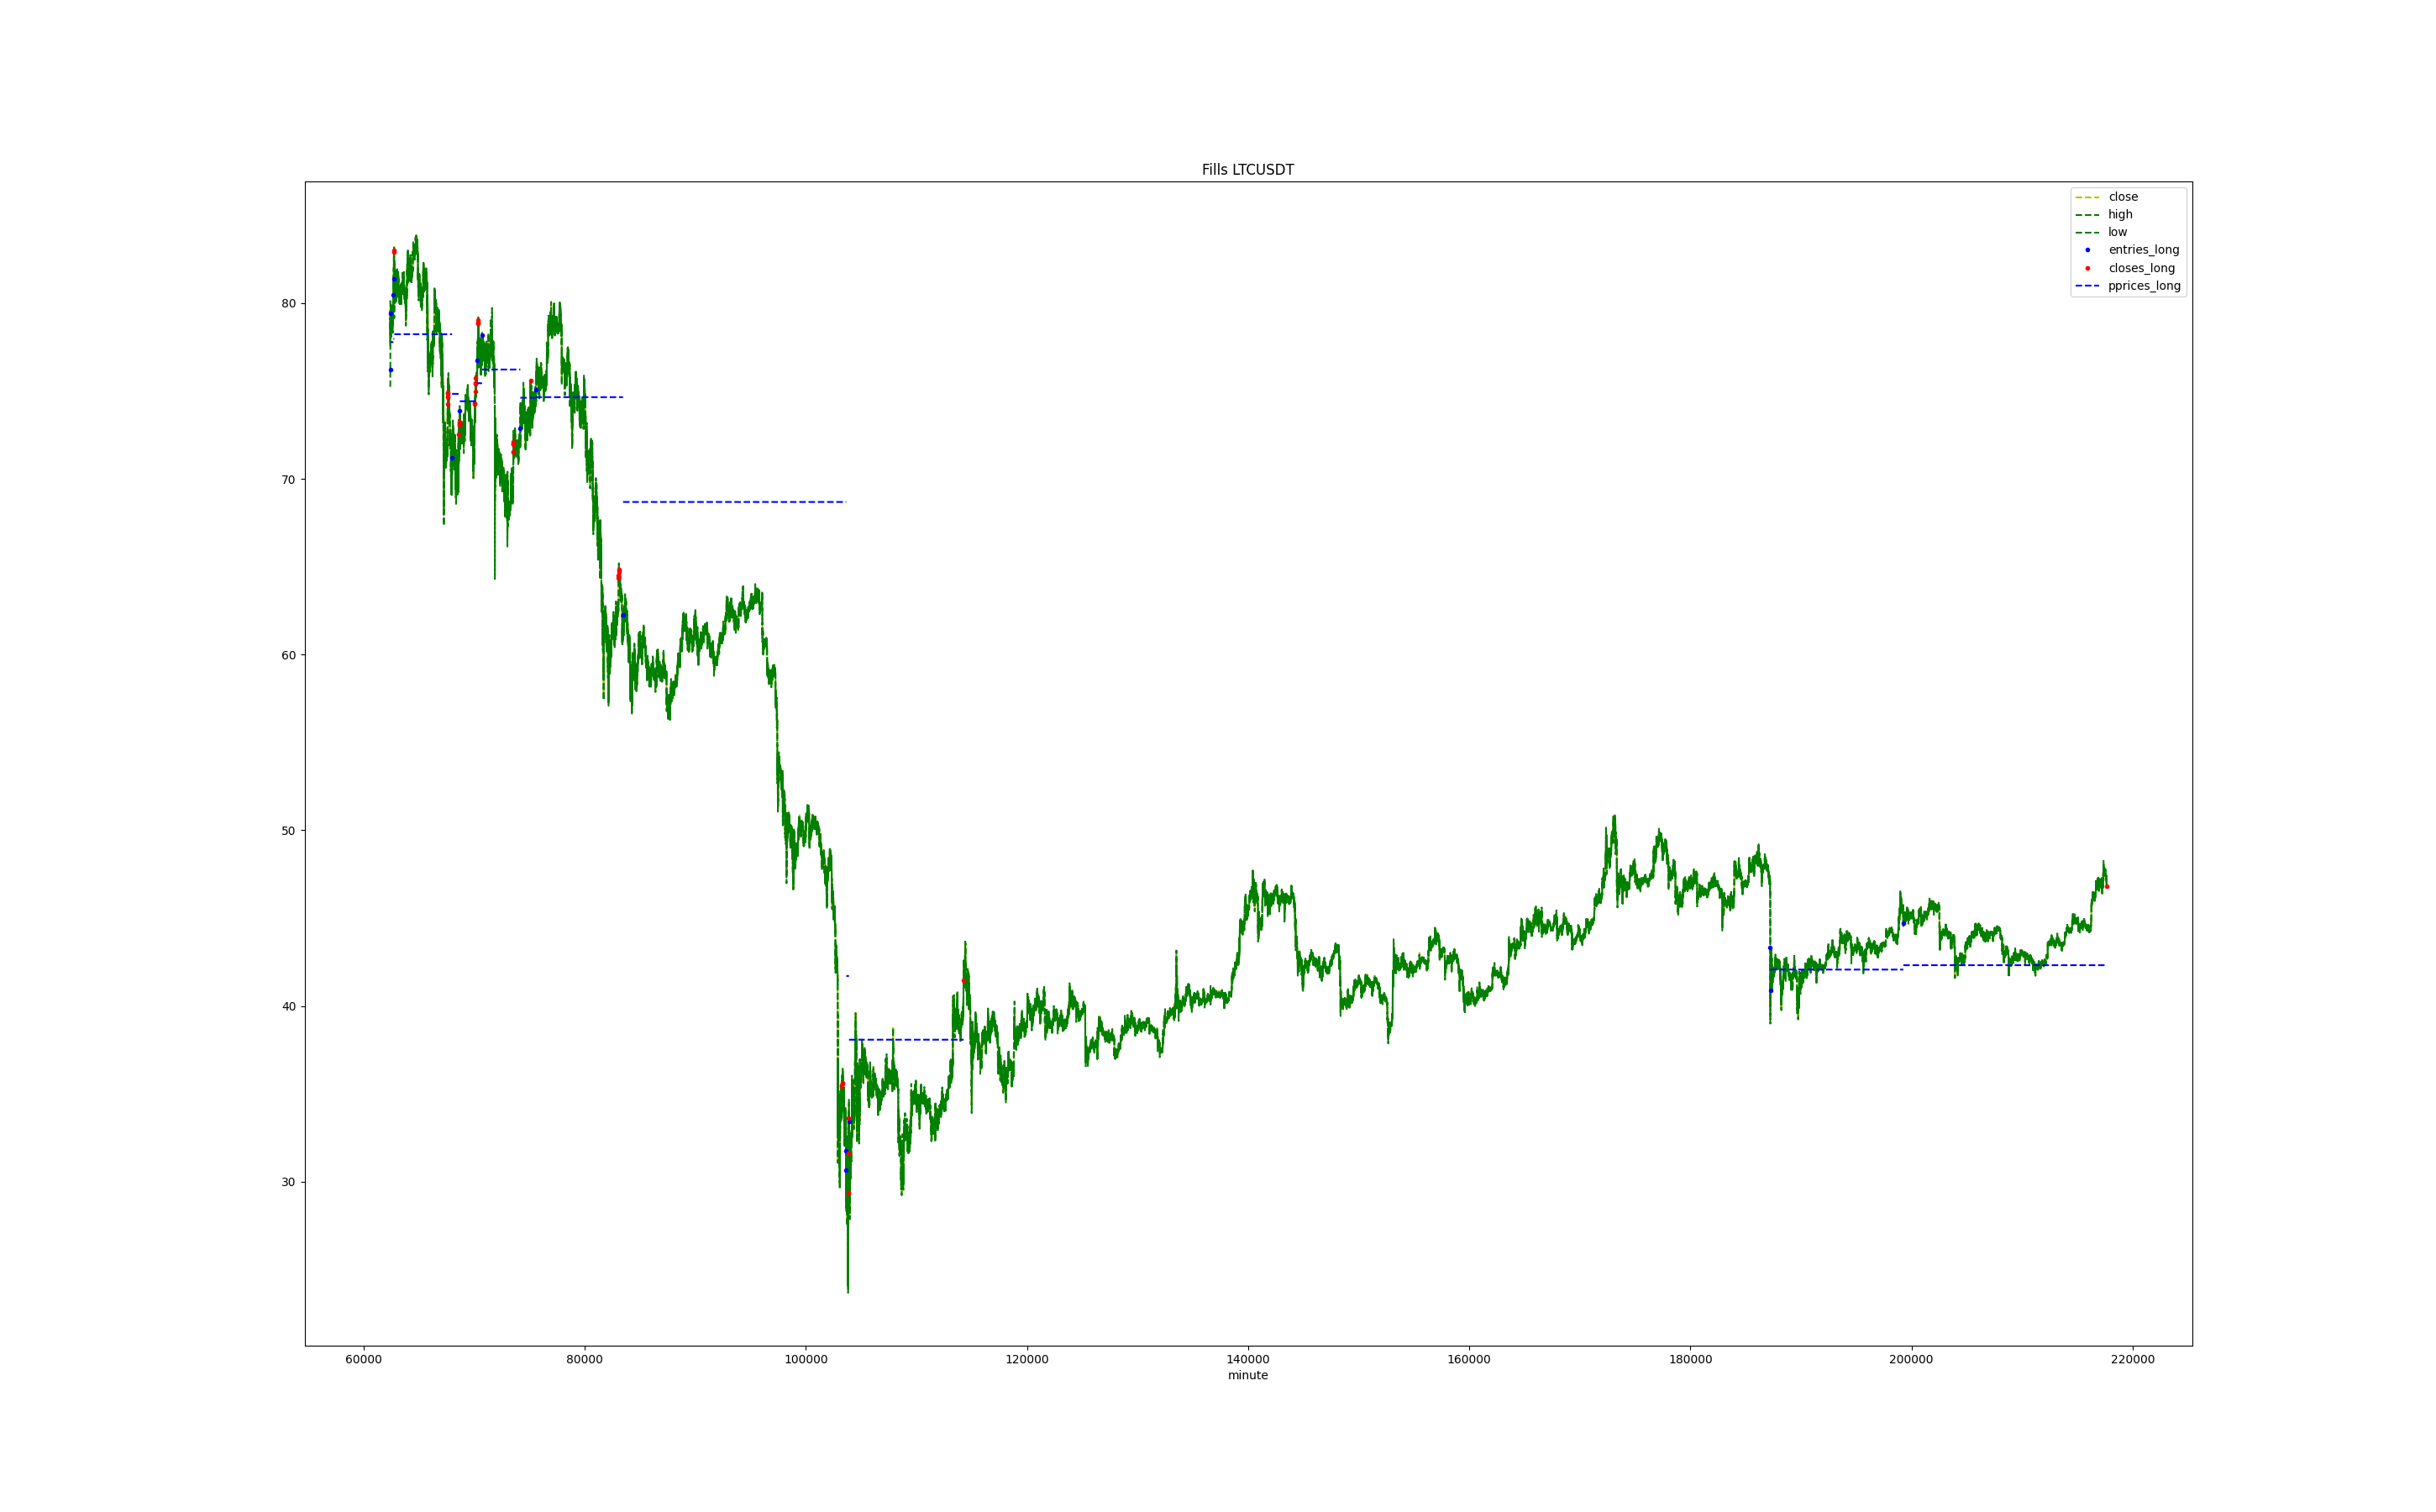 Fills LTCUSDT
close
high
low
entries_long
closes_long
pprices_long
80
70
60
50
40
30
60000 80000 100000 120000 140000 160000 180000 200000 220000
minute